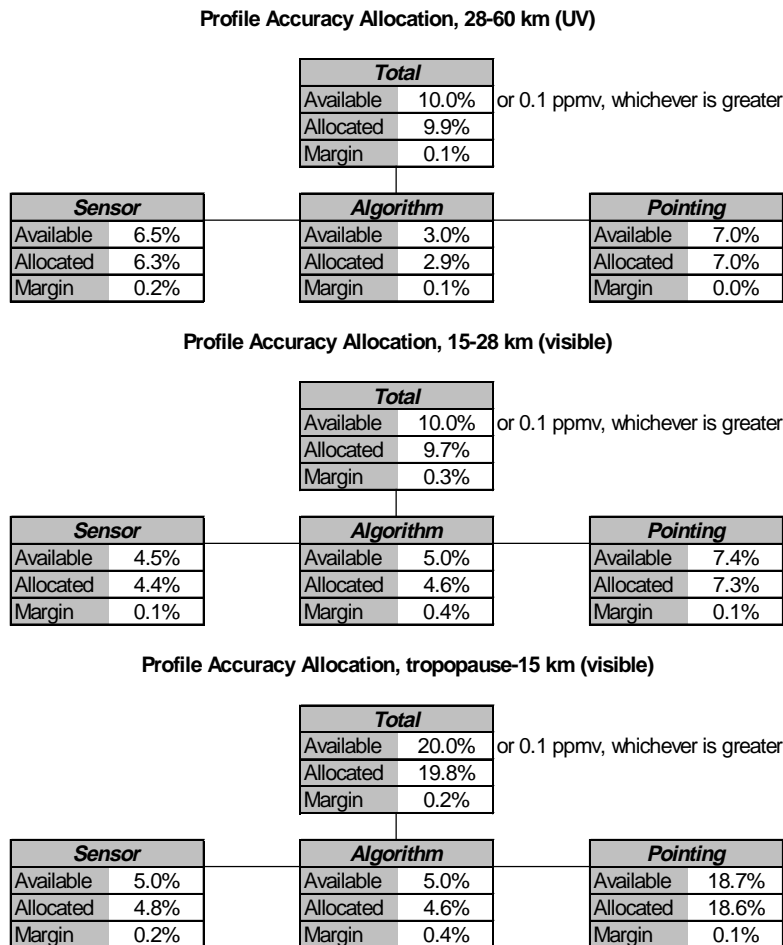 Profile Accuracy Allocation, 28-60 km (UV)
Total
Available 10.0% or 0.1 ppmv, whichever is greater
Allocated 9.9%
Margin 0.1%
Sensor Algorithm Pointing
Available 6.5% Available 3.0% Available 7.0%
Allocated 6.3% Allocated 2.9% Allocated 7.0%
Margin 0.2% Margin 0.1% Margin 0.0%
Profile Accuracy Allocation, 15-28 km (visible)
Total
Available 10.0% or 0.1 ppmv, whichever is greater
Allocated 9.7%
Margin 0.3%
Sensor Algorithm Pointing
Available 4.5% Available 5.0% Available 7.4%
Allocated 4.4% Allocated 4.6% Allocated 7.3%
Margin 0.1% Margin 0.4% Margin 0.1%
Profile Accuracy Allocation, tropopause-15 km (visible)
Total
Available 20.0% or 0.1 ppmv, whichever is greater
Allocated 19.8%
Margin 0.2%
Sensor Algorithm Pointing
Available 5.0% Available 5.0% Available 18.7%
Allocated 4.8% Allocated 4.6% Allocated 18.6%
Margin 0.2% Margin 0.4% Margin 0.1%